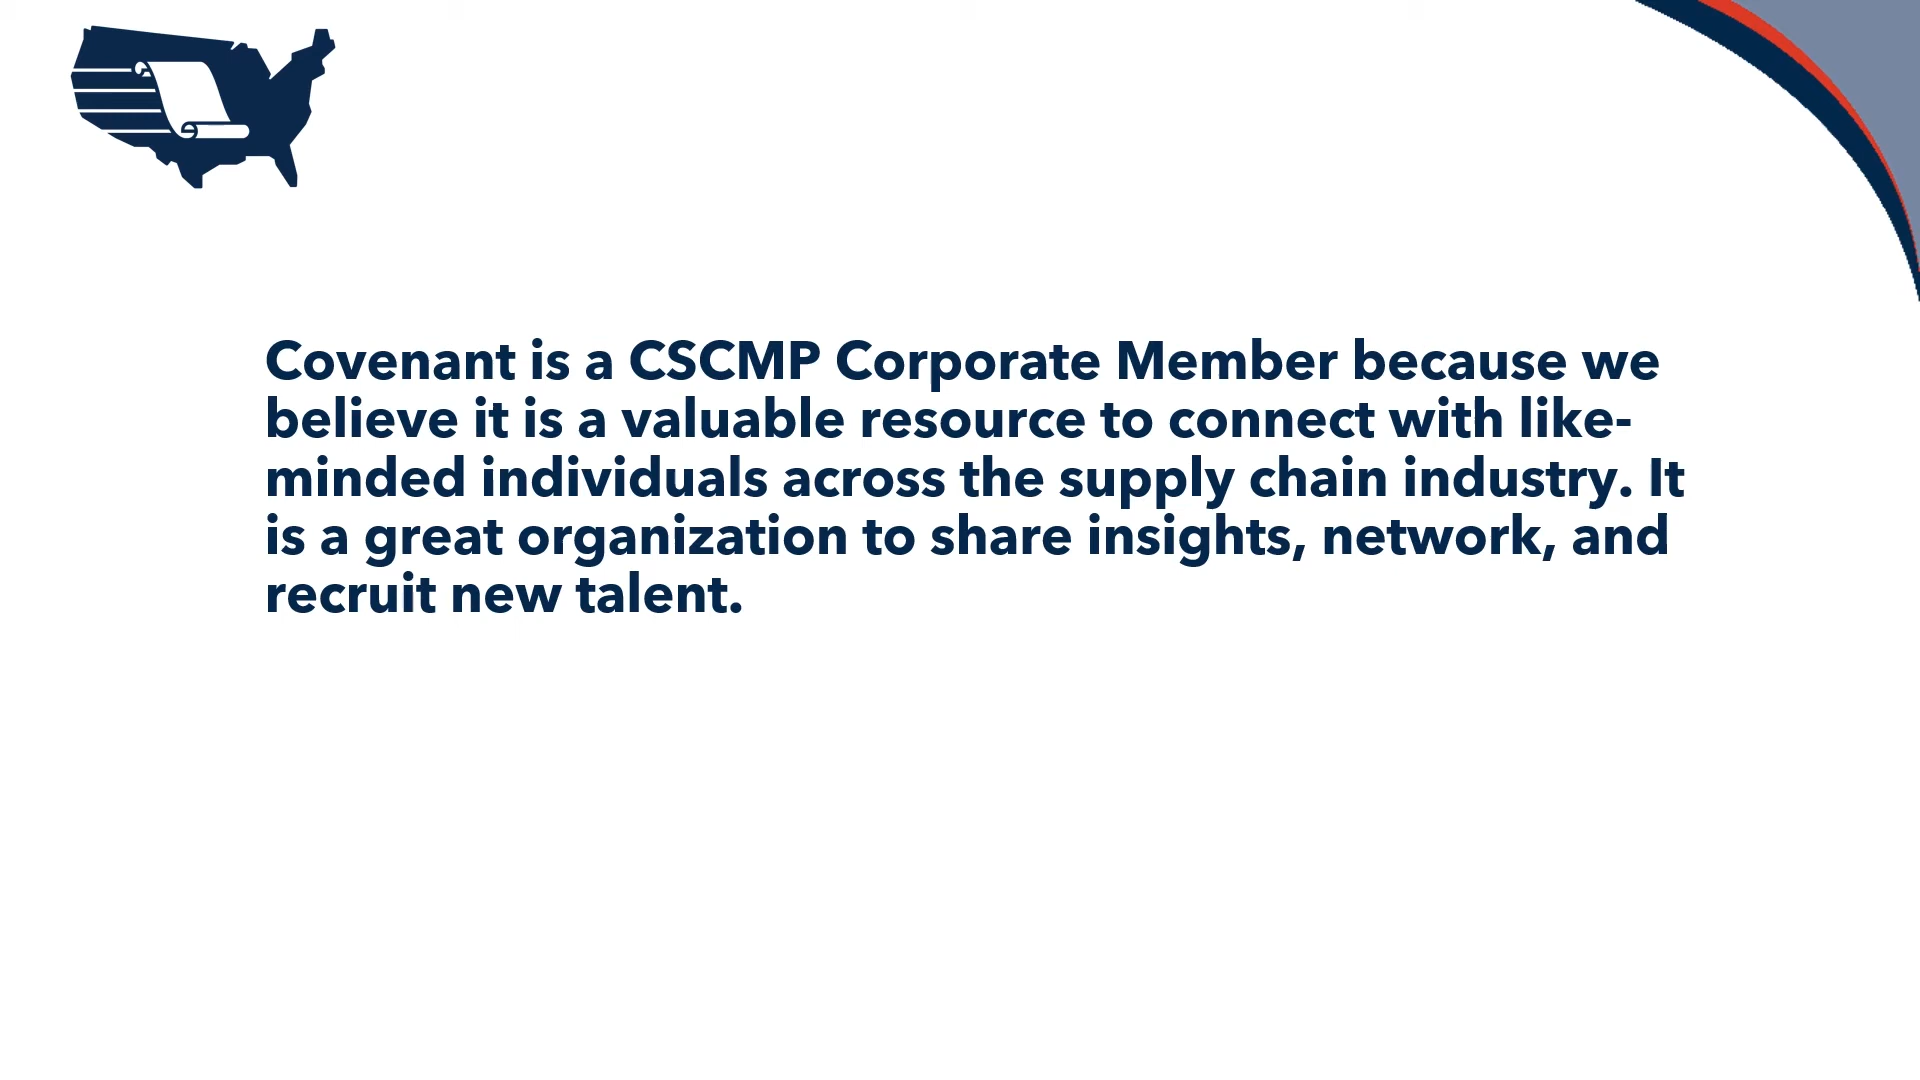 Covenant is a CSCMP Corporate Member because we
believe it is a valuable resource to connect with like-
minded individuals across the supply chain industry. It
is a great organization to share insights, network, and
recruit new talent.